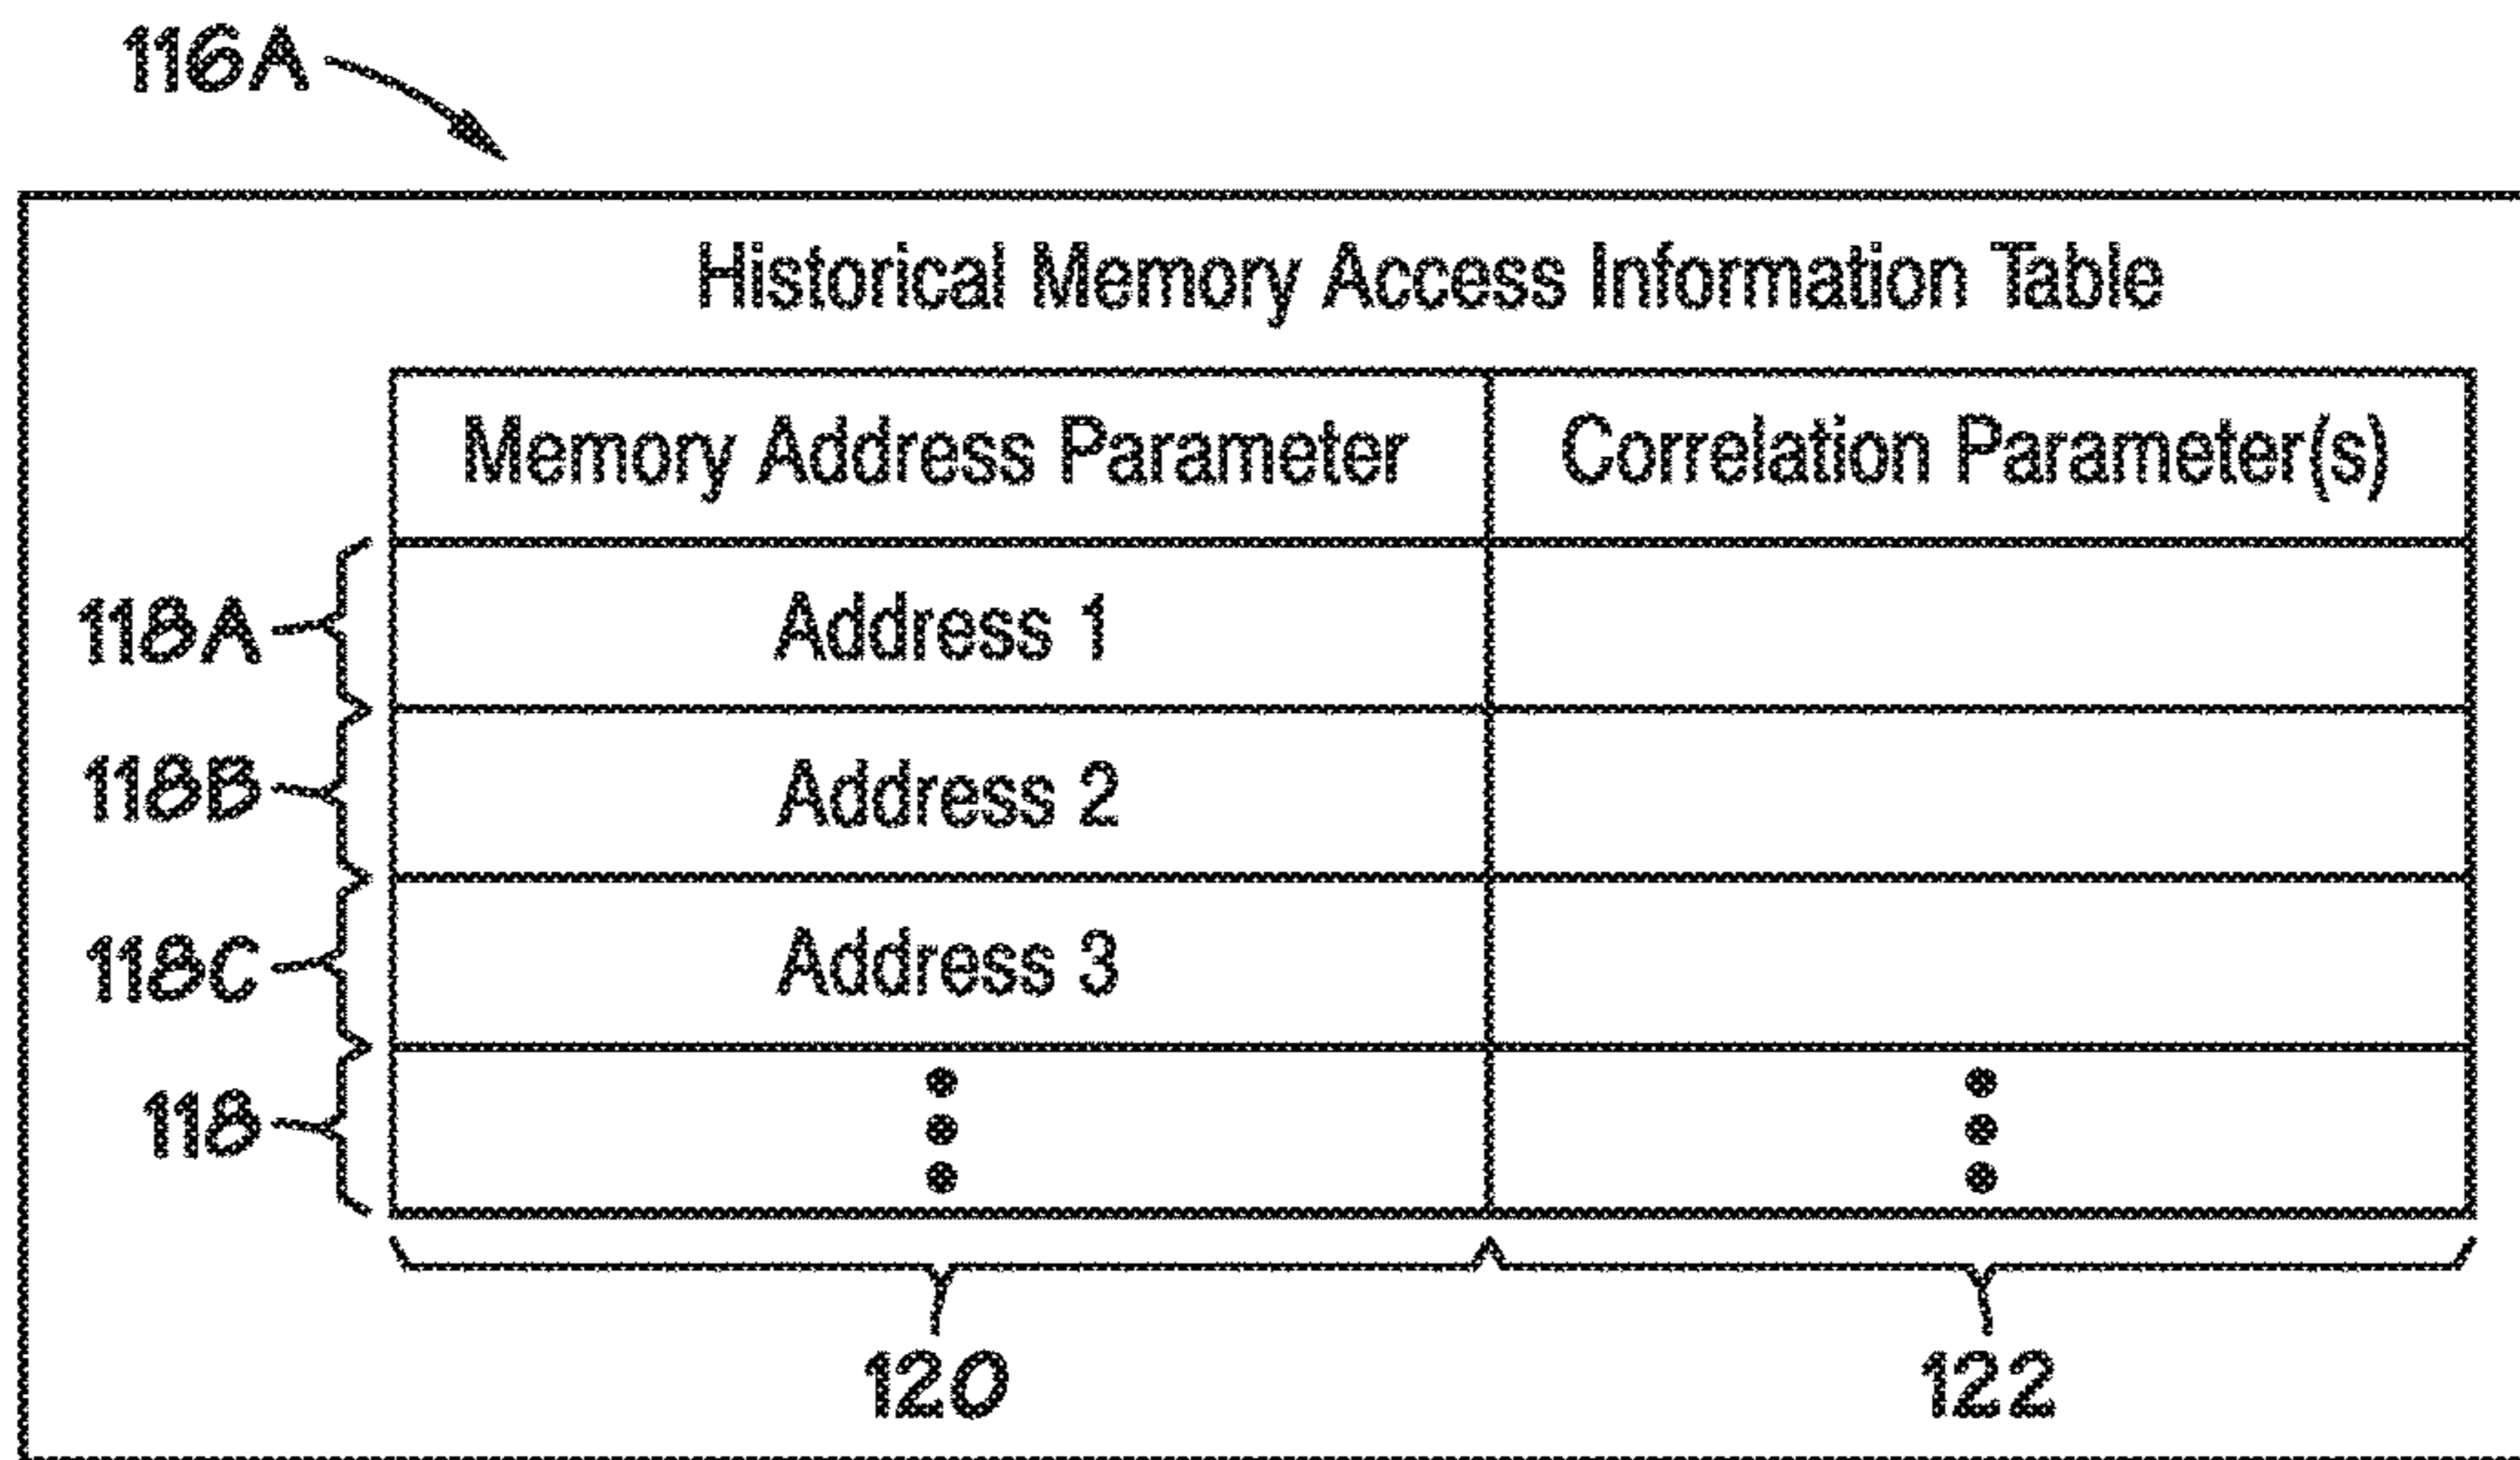 116A
Historical Memory Access Information Table
Memory Address Parameter Correlation Parameter(s)
118A Address 1
118B Address 2
118C Address 3
118
120 122